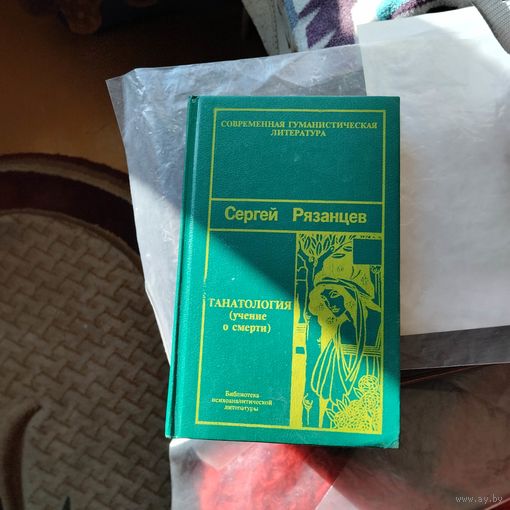 СОВРЕМЕННАЯ ГУМАНИСТИЧЕСКАЯ
ЛИТЕРАТУРА
Сергей Рязанцев
ТАНАТОЛОГИЯ
(учение
о смерти)
Библиотека
психоаналитической
литературы
www.ay.by